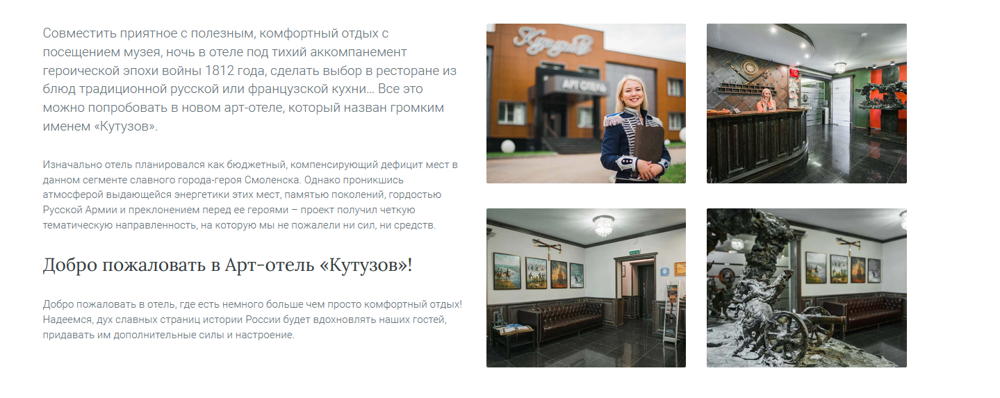 Совместить приятное с полезным, комфортный отдых с
посещением музея, ночь в отеле под тихий аккомпанемент
героической эпохи войны 1812 года, сделать выбор в ресторане из
блюд традиционной русской или французской кухни... Все это
можно попробовать в новом арт-отеле, который назван громким
именем «Кутузов».
Изначально отель планировался как бюджетный, компенсирующий дефицит мест в
данном сегменте славного города-героя Смоленска. Однако проникшись
атмосферой выдающейся энергетики этих мест, памятью поколений, гордостью
Русской Армии и преклонением перед ее героями – проект получил четкую
тематическую направленность, на которую мы не пожалели ни сил, ни средств.
Добро пожаловать в Арт-отель «Кутузов»!
Добро пожаловать в отель, где есть немного больше чем просто комфортный отдых!
Надеемся, дух славных страниц истории России будет вдохновлять наших гостей,
придавать им дополнительные силы и настроение.
Кутузов
АРТ ОТЕЛЬ